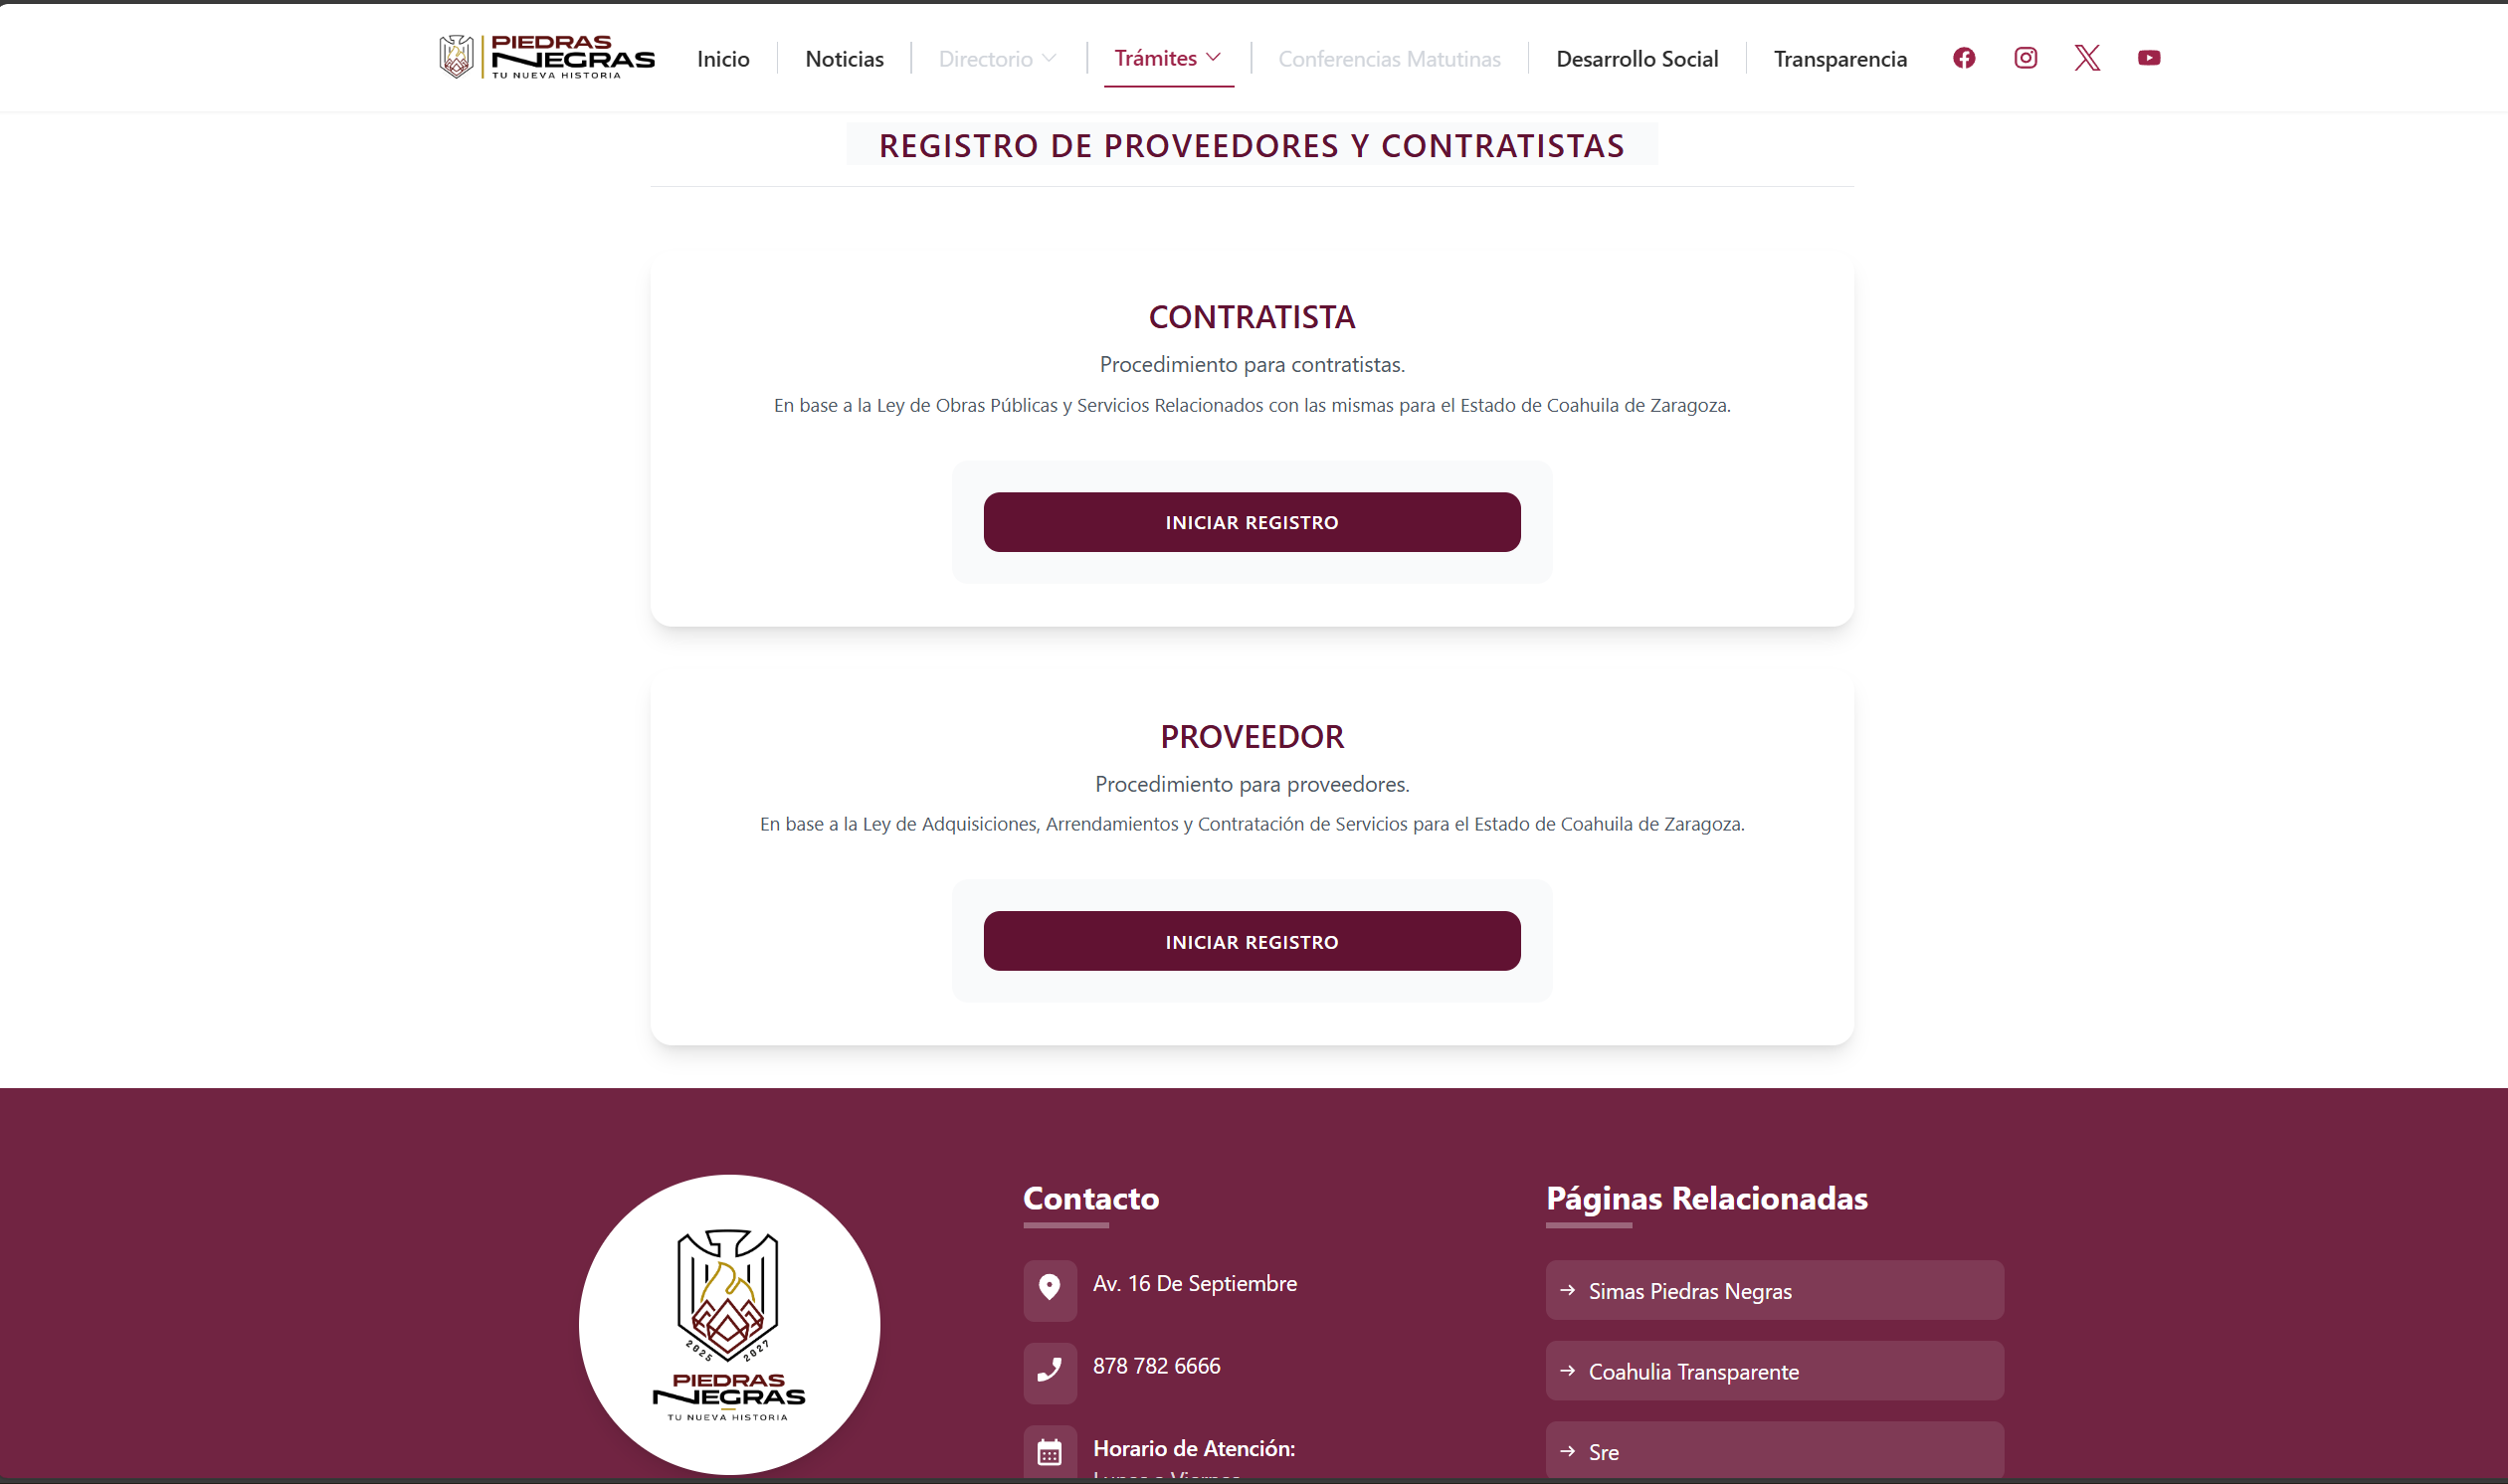 PIEDRAS
NEGRAS
TU NUEVA HISTORIA
Inicio
Noticias
Directorio
Trámites
Conferencias Matutinas
Desarrollo Social
Transparencia
REGISTRO DE PROVEEDORES Y CONTRATISTAS
CONTRATISTA
Procedimiento para contratistas.
En base a la Ley de Obras Públicas y Servicios Relacionados con las mismas para el Estado de Coahuila de Zaragoza.
INICIAR REGISTRO
PROVEEDOR
Procedimiento para proveedores.
En base a la Ley de Adquisiciones, Arrendamientos y Contratación de Servicios para el Estado de Coahuila de Zaragoza.
INICIAR REGISTRO
2025 2027
PIEDRAS
NEGRAS
TU NUEVA HISTORIA
Contacto
Av. 16 De Septiembre
878 782 6666
Horario de Atención:
Lunes a Viernes
Páginas Relacionadas
Simas Piedras Negras
Coahulia Transparente
Sre